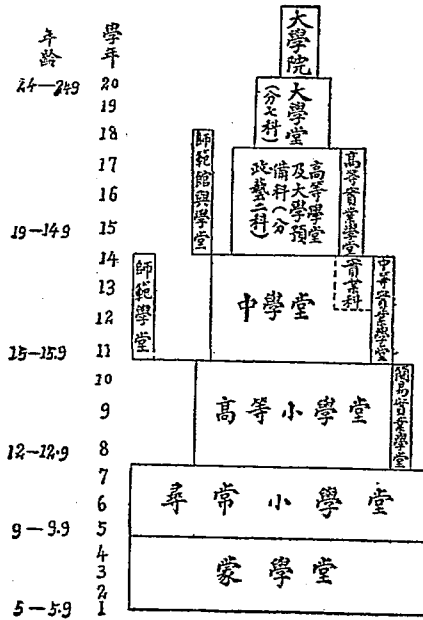 年齡
學年
大學院
24—249 20
19
大學堂
(分七科)
18
師範館與學堂
17
高等學堂
及大學預
備科(分
政藝二科)
高等實業學堂
16
19—149 15
14
師範學堂
中學堂
實業科
中等實業學堂
13
12
15—15.9 11
10
高等小學堂
簡易實業學堂
9
12—12.9 8
7
尋常小學堂
6
9—9.9 5
4
蒙學堂
3
2
5—5.9 1